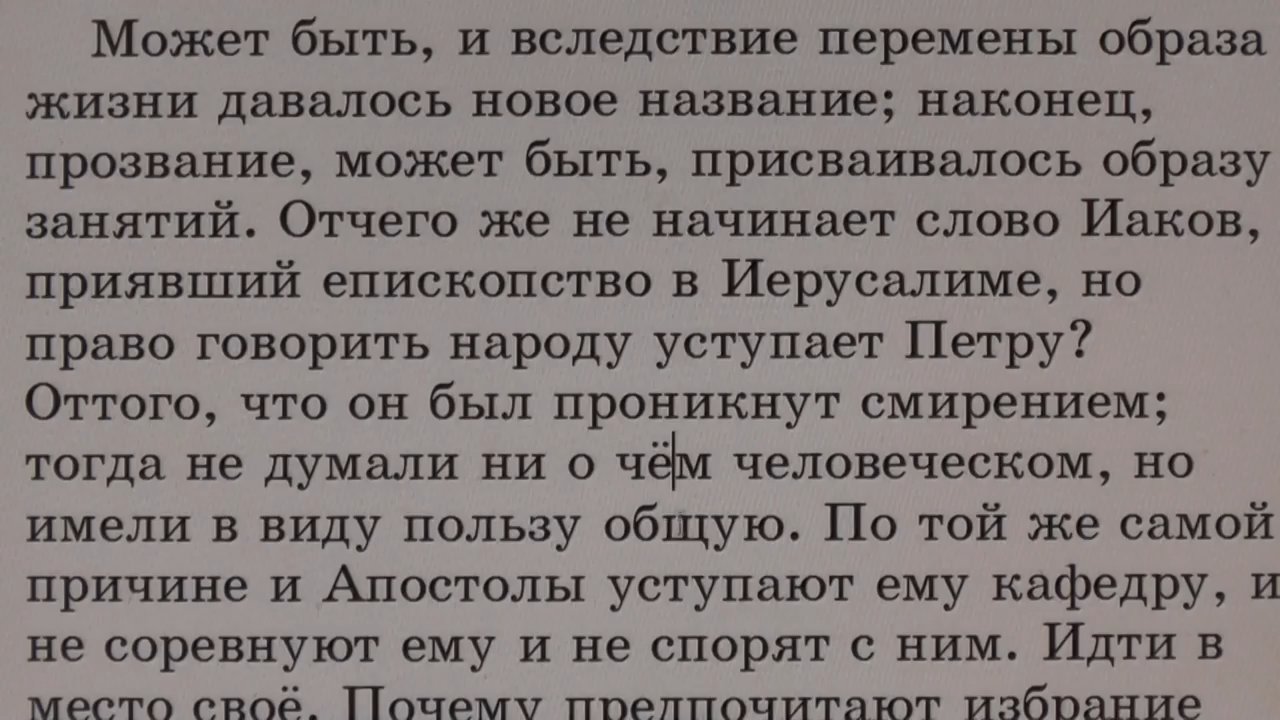 Может быть, и вследствие перемены образа
жизни давалось новое название; наконец,
прозвание, может быть, присваивалось образу
занятий. Отчего же не начинает слово Иаков,
приявший епископство в Иерусалиме, но
право говорить народу уступает Петру?
Оттого, что он был проникнут смирением;
тогда не думали ни о чём человеческом, но
имели в виду пользу общую. По той же самой
причине и Апостолы уступают ему кафедру, и
не соревнуют ему и не спорят с ним. Идти в
место своё. Почему предпочитают избрание